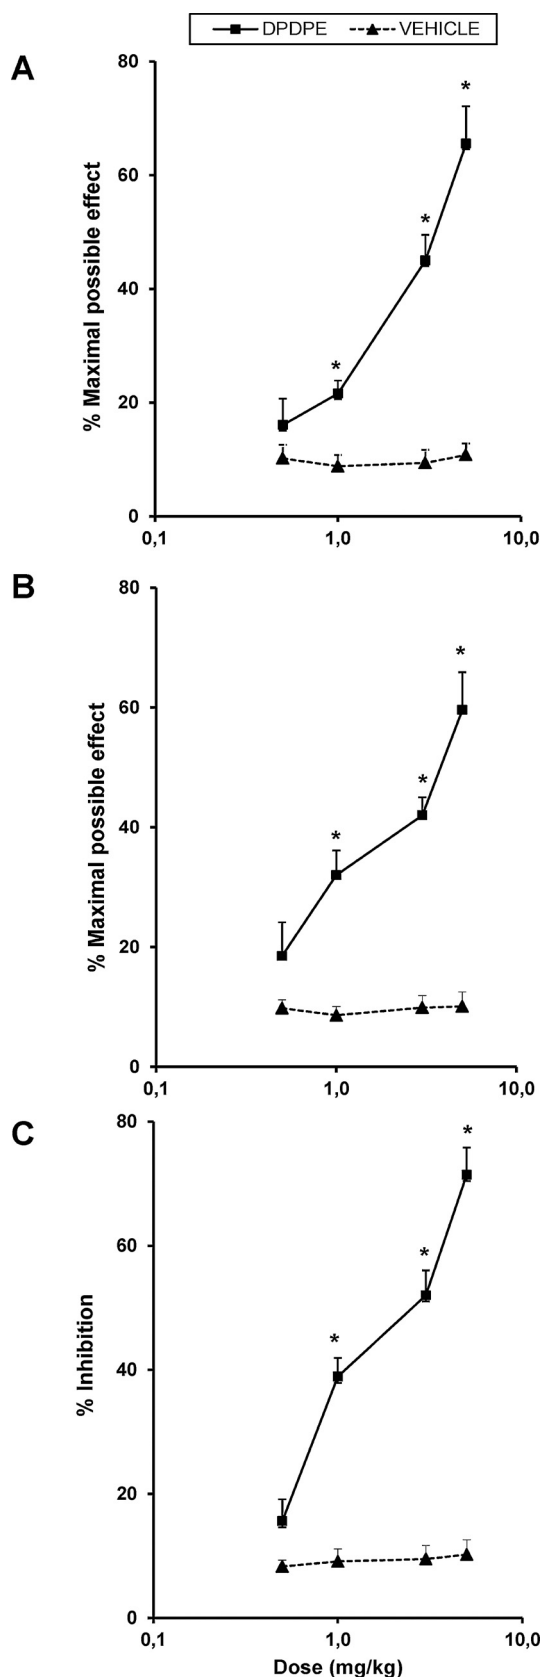 DPDPE VEHICLE
A
80
*
60
*
% Maximal possible effect
40
*
20
0
0,1 1,0 10,0
B
80
*
60
*
% Maximal possible effect
40
*
20
0
0,1 1,0 10,0
C
80
*
60
*
% Inhibition
40
*
20
0
0,1 1,0 10,0
Dose (mg/kg)